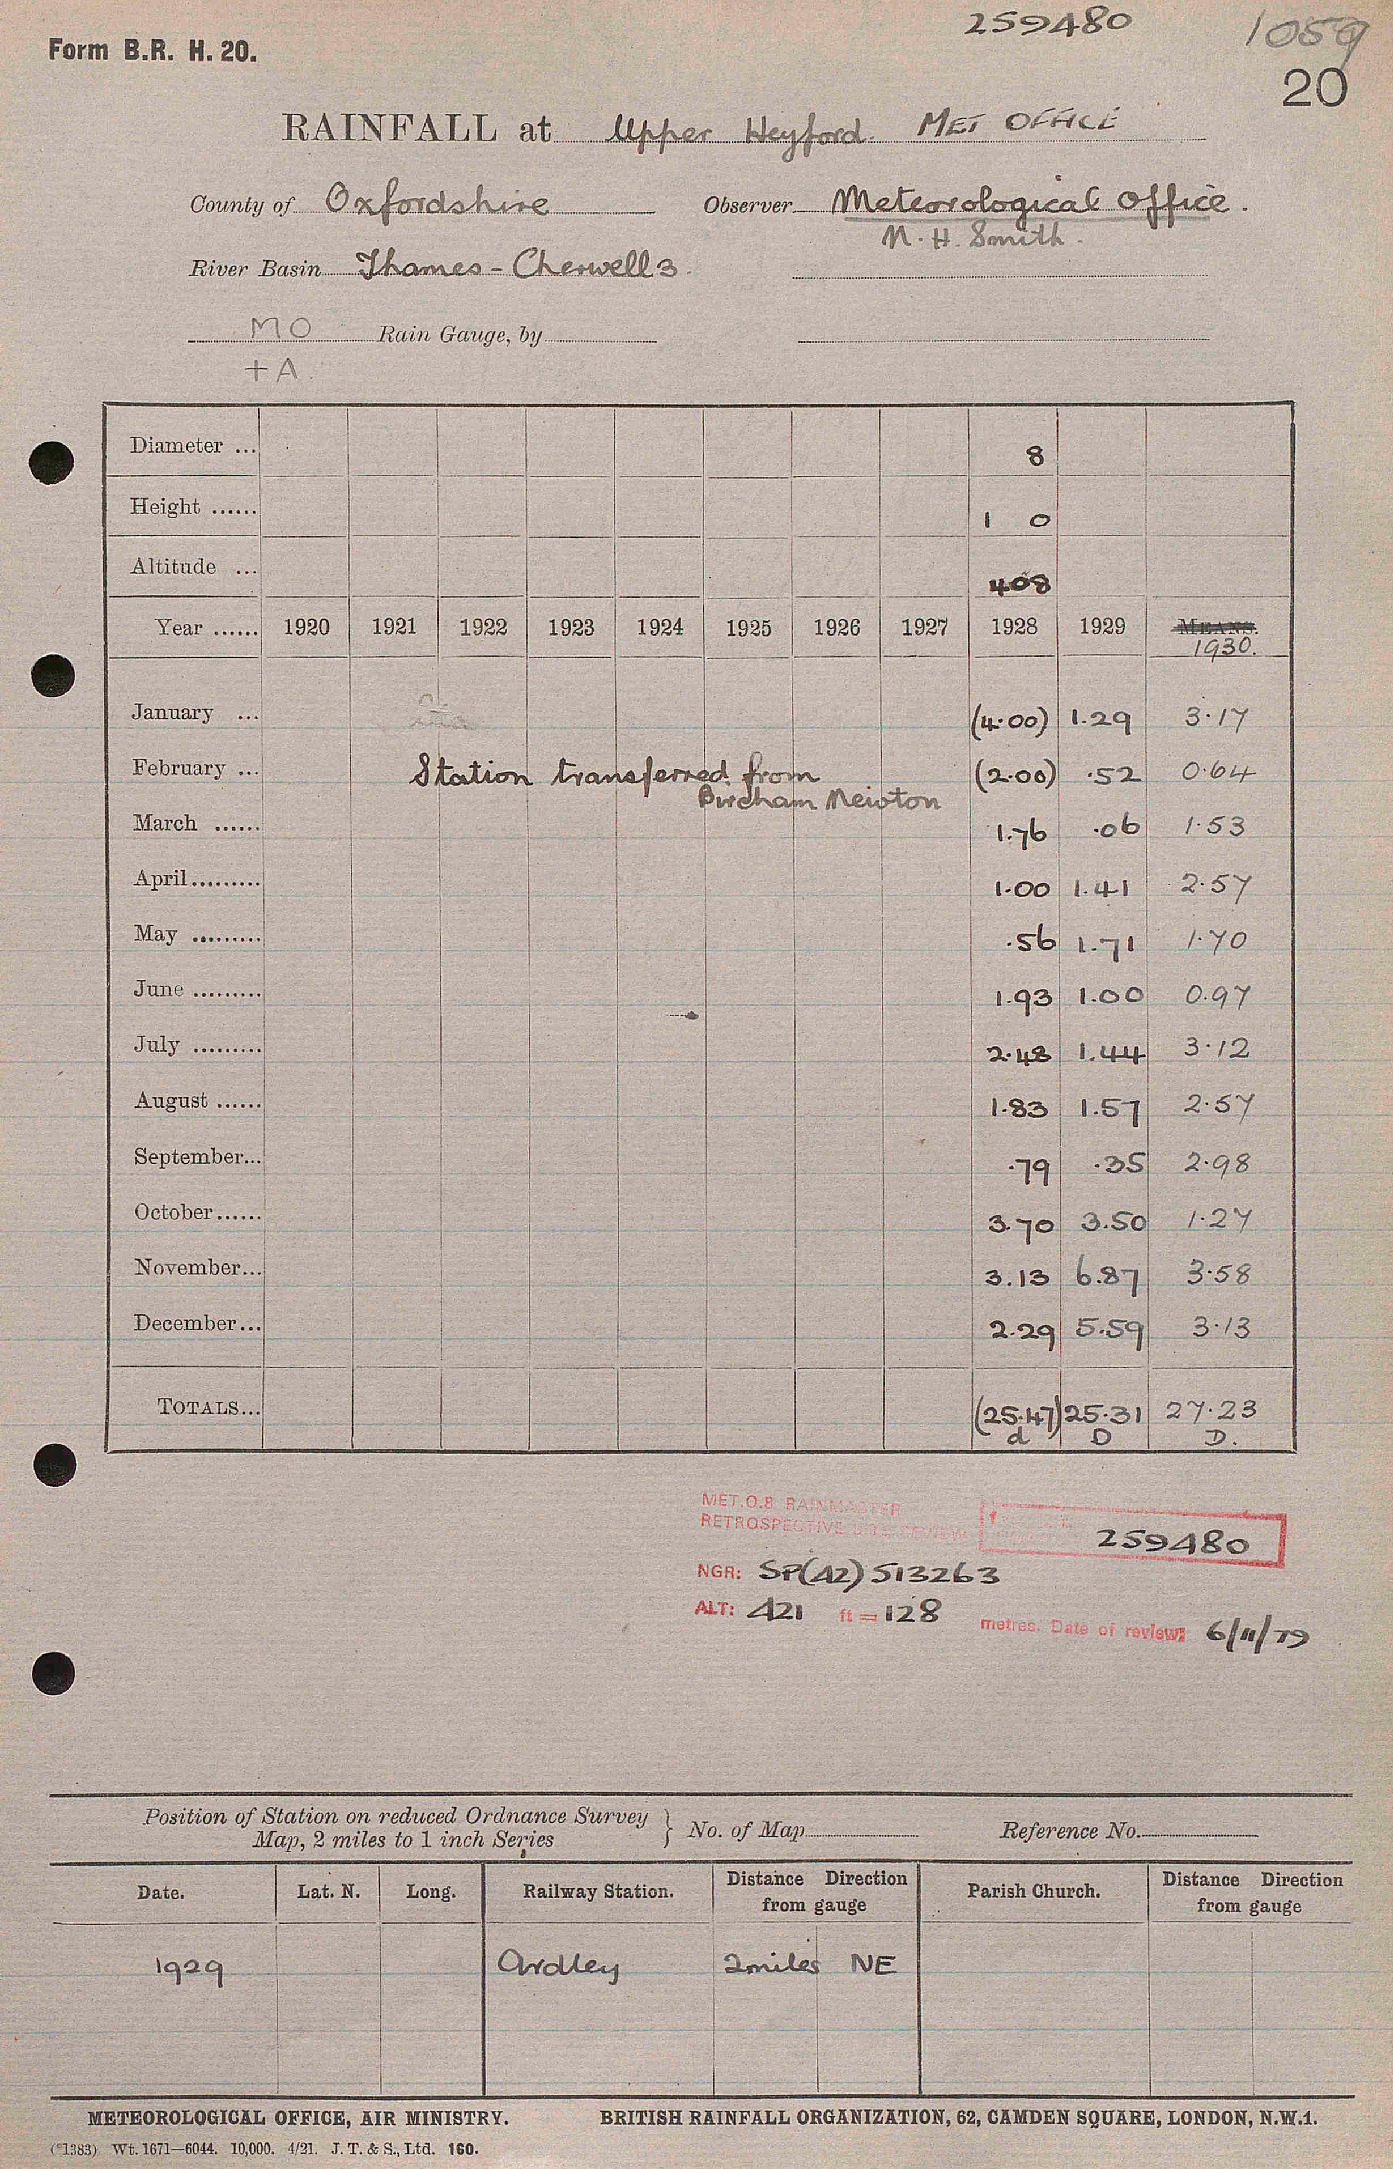 259480
1059
Form B.R. H. 20.
20
RAINFALL at Upper Heyford. MET OFFICE
County of Oxfordshire Observer Meteorological Office.
N. H. Smith.
River Basin Thames - Cherwell 3.
MO Rain Gauge, by
+ A.
Diameter ... 8
Height ...... 1 0
Altitude ... 408
Year ...... 1920 1921 1922 1923 1924 1925 1926 1927 1928 1929 MEANS.
1930.
January ... (4.00) 1.29 3.17
February ... Station transferred from (2.00) .52 0.64
Bircham Newton
March ...... 1.76 .06 1.53
April ......... 1.00 1.41 2.57
May ......... .56 1.71 1.70
June ......... 1.93 1.00 0.97
July ......... 2.48 1.44 3.12
August ...... 1.83 1.57 2.57
September... .79 .35 2.98
October ...... 3.70 3.50 1.27
November... 3.13 6.87 3.58
December... 2.29 5.59 3.13
TOTALS... (25.47) 25.31 27.23
d D D.
MET.O.8 RAINMASTER
RETROSPECTIVE SITE REVIEW
259480
NGR: SP(42) 513263
ALT: 421 ft = 128 metres. Date of review: 6/11/79
Position of Station on reduced Ordnance Survey
Map, 2 miles to 1 inch Series } No. of Map Reference No.
Date. Lat. N. Long. Railway Station. Distance Direction from gauge Parish Church. Distance Direction from gauge
1929 Ardley 2 miles NE
METEOROLOGICAL OFFICE, AIR MINISTRY. BRITISH RAINFALL ORGANIZATION, 62, CAMDEN SQUARE, LONDON, N.W.1.
(*1383) Wt. 1671—6044. 10,000. 4/21. J. T. & S., Ltd. 160.